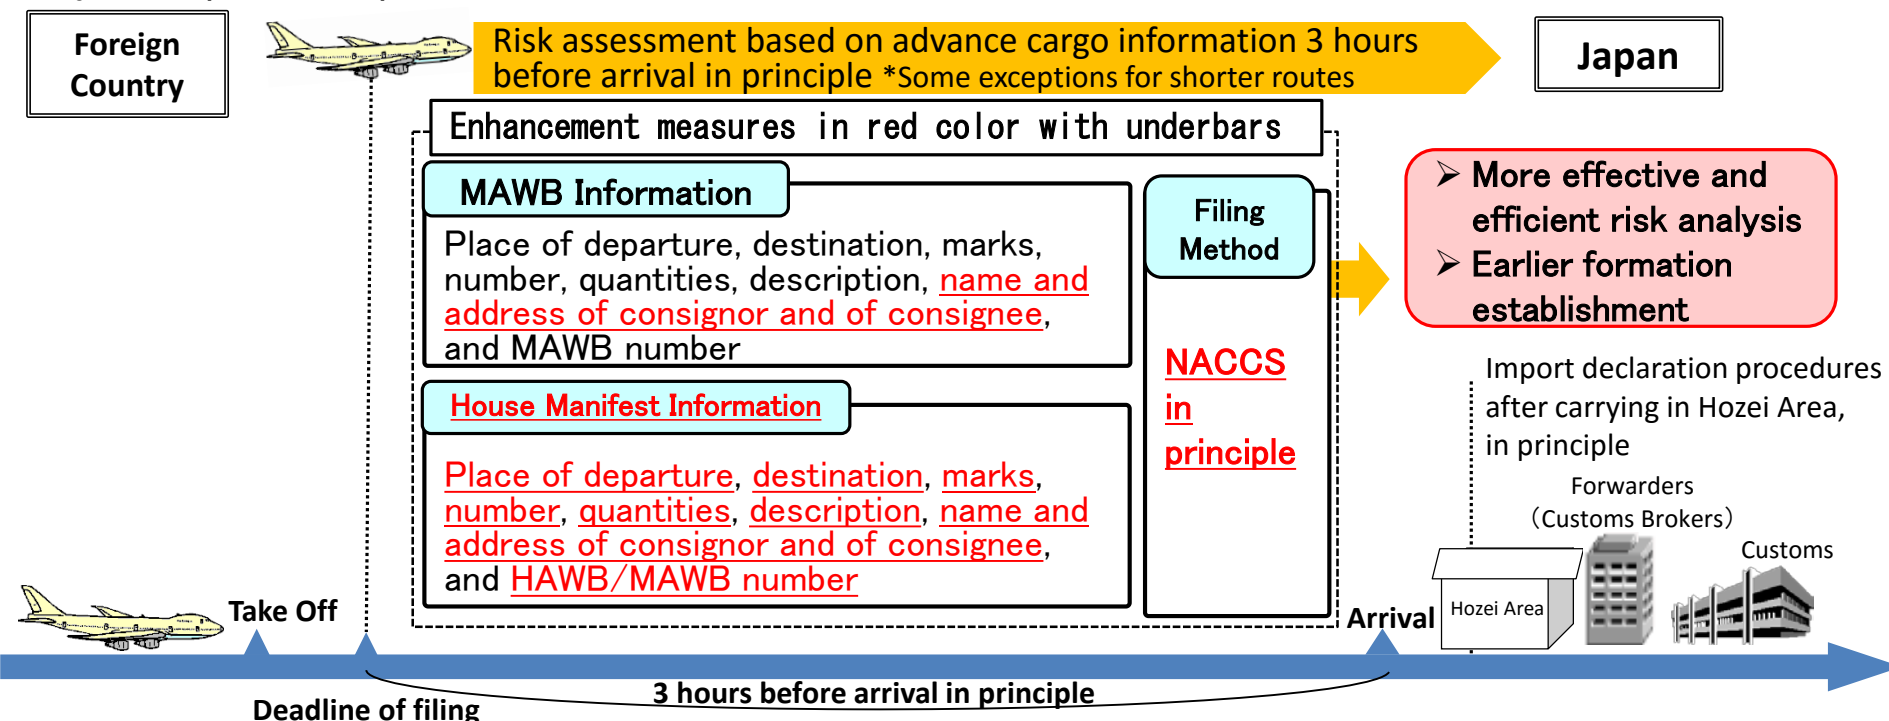 Foreign
Country
Risk assessment based on advance cargo information 3 hours
before arrival in principle *Some exceptions for shorter routes
Japan
Enhancement measures in red color with underbars
MAWB Information
Place of departure, destination, marks,
number, quantities, description, name and
address of consignor and of consignee,
and MAWB number
House Manifest Information
Place of departure, destination, marks,
number, quantities, description, name and
address of consignor and of consignee,
and HAWB/MAWB number
Filing
Method
NACCS
in
principle
➢ More effective and
efficient risk analysis
➢ Earlier formation
establishment
Import declaration procedures
after carrying in Hozei Area,
in principle
Forwarders
（Customs Brokers）
Customs
Hozei Area
Take Off
Arrival
3 hours before arrival in principle
Deadline of filing